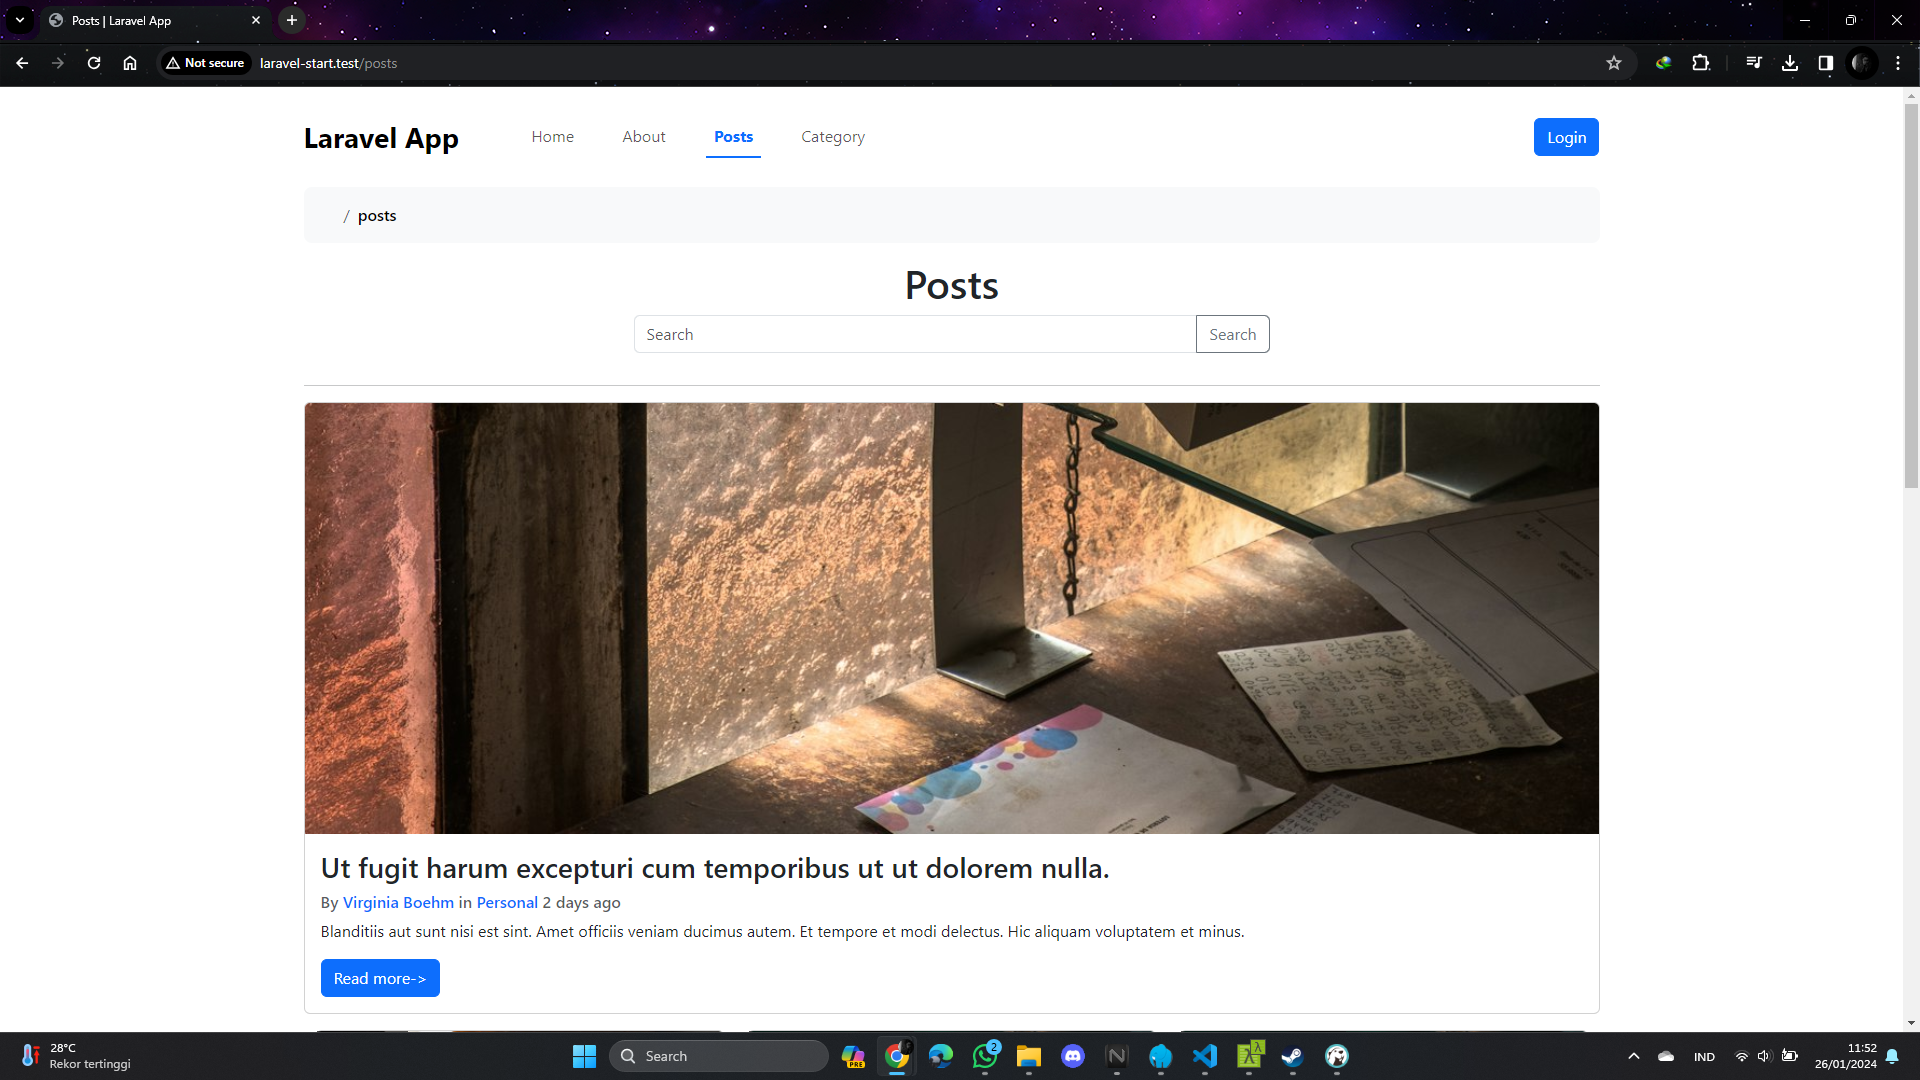 Posts | Laravel App
Not secure
laravel-start.test/posts
Laravel App
Home
About
Posts
Category
Login
/ posts
Posts
Search
Search
Ut fugit harum excepturi cum temporibus ut ut dolorem nulla.
By Virginia Boehm in Personal 2 days ago
Blanditiis aut sunt nisi est sint. Amet officiis veniam ducimus autem. Et tempore et modi delectus. Hic aliquam voluptatem et minus.
Read more->
28°C
Rekor tertinggi
Search
PRE
2
IND
11:52
26/01/2024